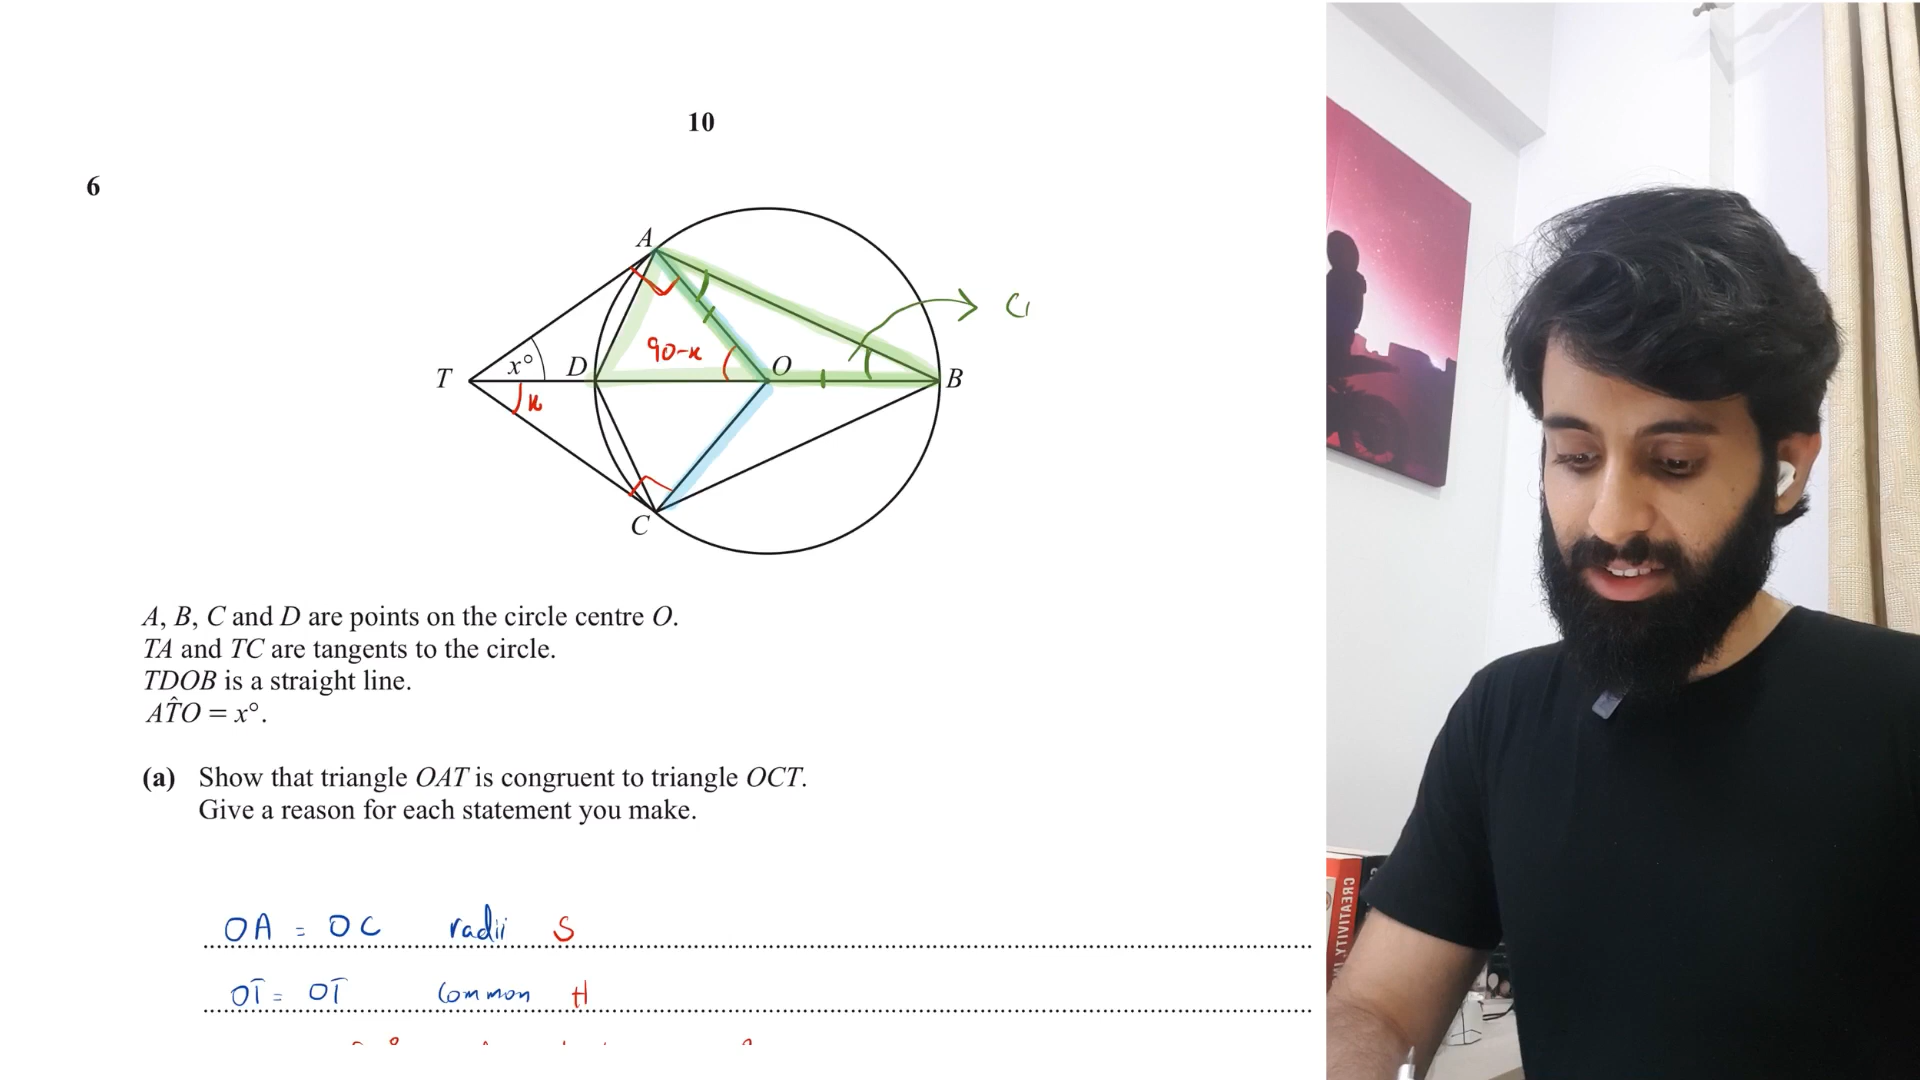 10
6
A
T
x°
D
90-x
O
B
x
C
A, B, C and D are points on the circle centre O.
TA and TC are tangents to the circle.
TDOB is a straight line.
AT̂O = x°.
(a) Show that triangle OAT is congruent to triangle OCT.
Give a reason for each statement you make.
OA = OC radii S
OT = OT Common H
CREATIVITY